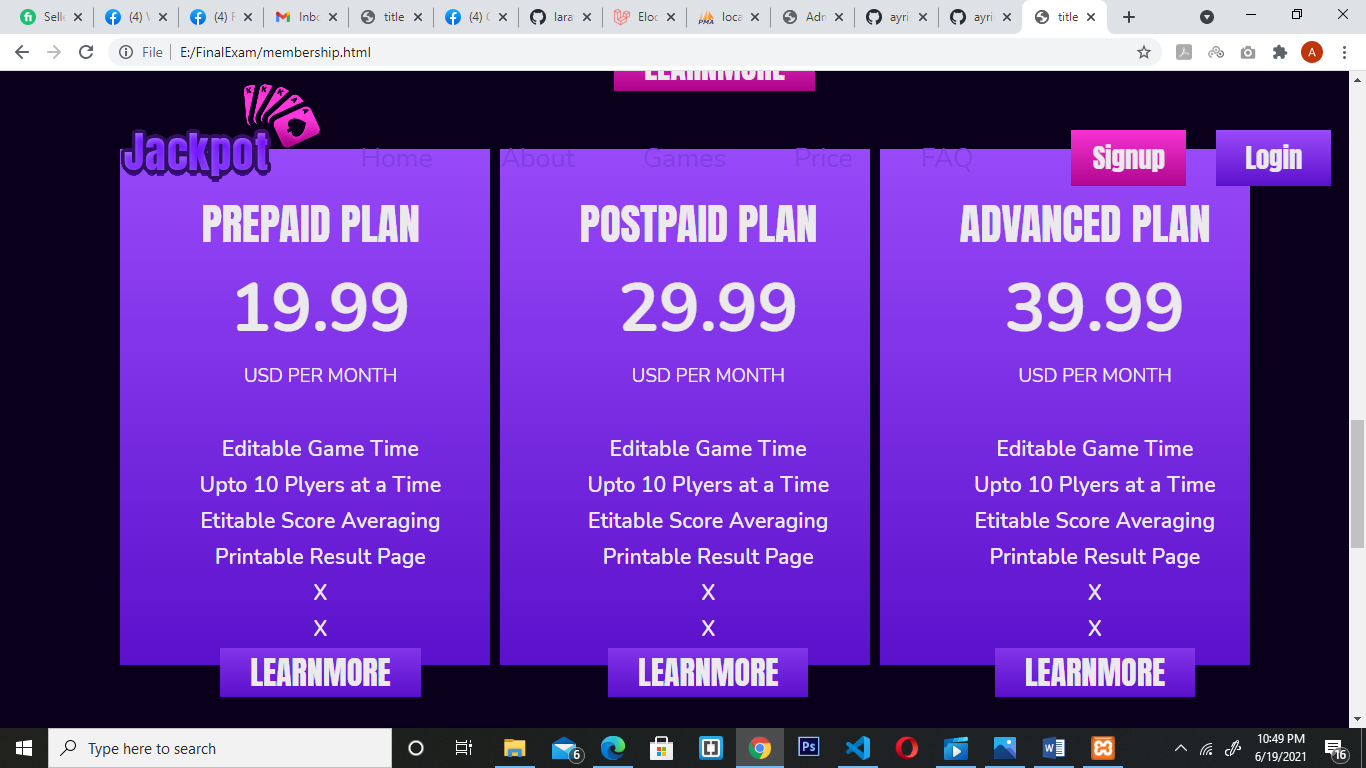 Selle
(4) V
(4) F
Inbo
title
(4) C
lara
Eloc
loca
Adn
ayri
ayri
title
File
E:/FinalExam/membership.html
A
LEARNMORE
Jackpot
Home
About
Games
Price
FAQ
Signup
Login
PREPAID PLAN
19.99
USD PER MONTH
Editable Game Time
Upto 10 Plyers at a Time
Etitable Score Averaging
Printable Result Page
X
X
LEARNMORE
POSTPAID PLAN
29.99
USD PER MONTH
Editable Game Time
Upto 10 Plyers at a Time
Etitable Score Averaging
Printable Result Page
X
X
LEARNMORE
ADVANCED PLAN
39.99
USD PER MONTH
Editable Game Time
Upto 10 Plyers at a Time
Etitable Score Averaging
Printable Result Page
X
X
LEARNMORE
Type here to search
6
Ps
10:49 PM
6/19/2021
16